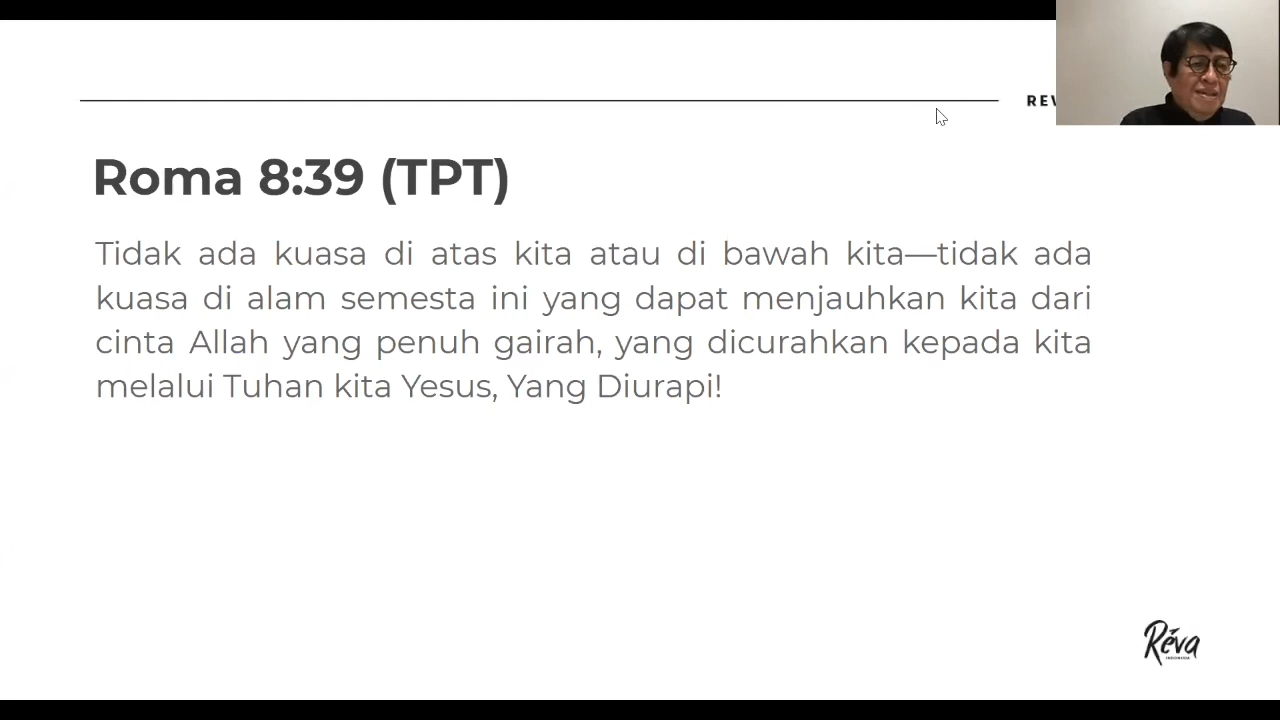 Roma 8:39 (TPT)
Tidak ada kuasa di atas kita atau di bawah kita—tidak ada
kuasa di alam semesta ini yang dapat menjauhkan kita dari
cinta Allah yang penuh gairah, yang dicurahkan kepada kita
melalui Tuhan kita Yesus, Yang Diurapi!
Réva
INDONESIA